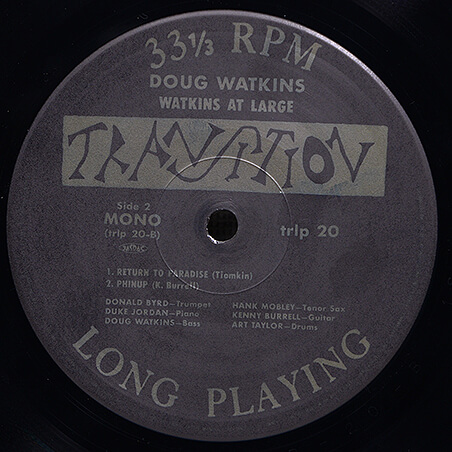 33 1/3 RPM
DOUG WATKINS
WATKINS AT LARGE
TRANSITION
Side 2
MONO
(trlp 20-B)
trlp 20
1. RETURN TO PARADISE (Tiomkin)
2. PHINUP (K. Burrell)
DONALD BYRD—Trumpet
DUKE JORDAN—Piano
DOUG WATKINS—Bass
HANK MOBLEY—Tenor Sax
KENNY BURRELL—Guitar
ART TAYLOR—Drums
LONG PLAYING